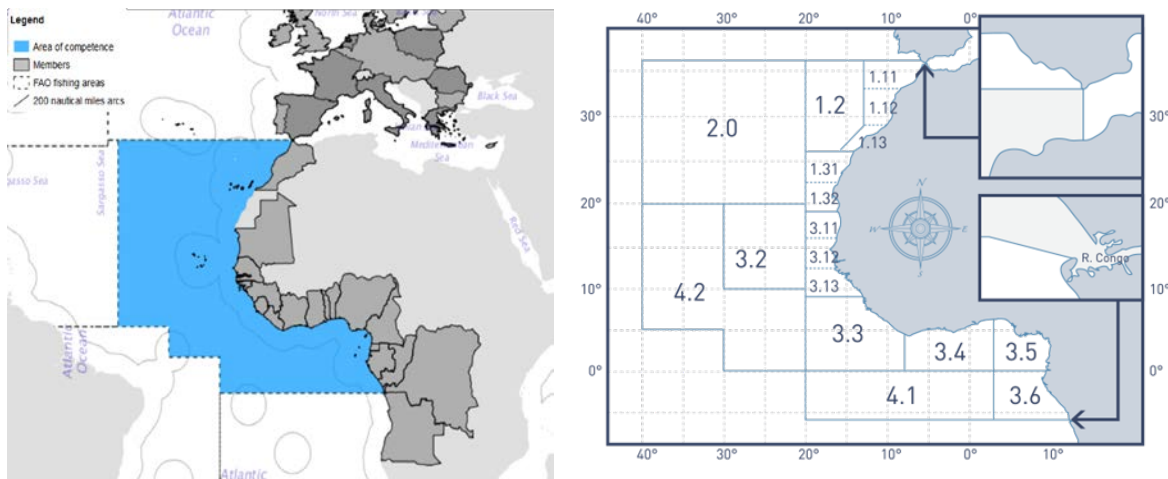 Legend
Area of competence
Members
FAO fishing areas
200 nautical miles arcs
Atlantic
Ocean
North Sea
Black Sea
Mediterranean
Sea
Sargasso Sea
Red Sea
Atlantic
Ocean
Atlantic
40° 30° 20° 10° 0°
30°
20°
10°
0°
1.11
1.2
1.12
2.0
1.13
1.31
1.32
3.11
3.2
3.12
3.13
4.2
3.3
3.4
3.5
4.1
3.6
N
W
E
S
R. Congo
30°
20°
10°
0°
40° 30° 20° 10° 0° 10°